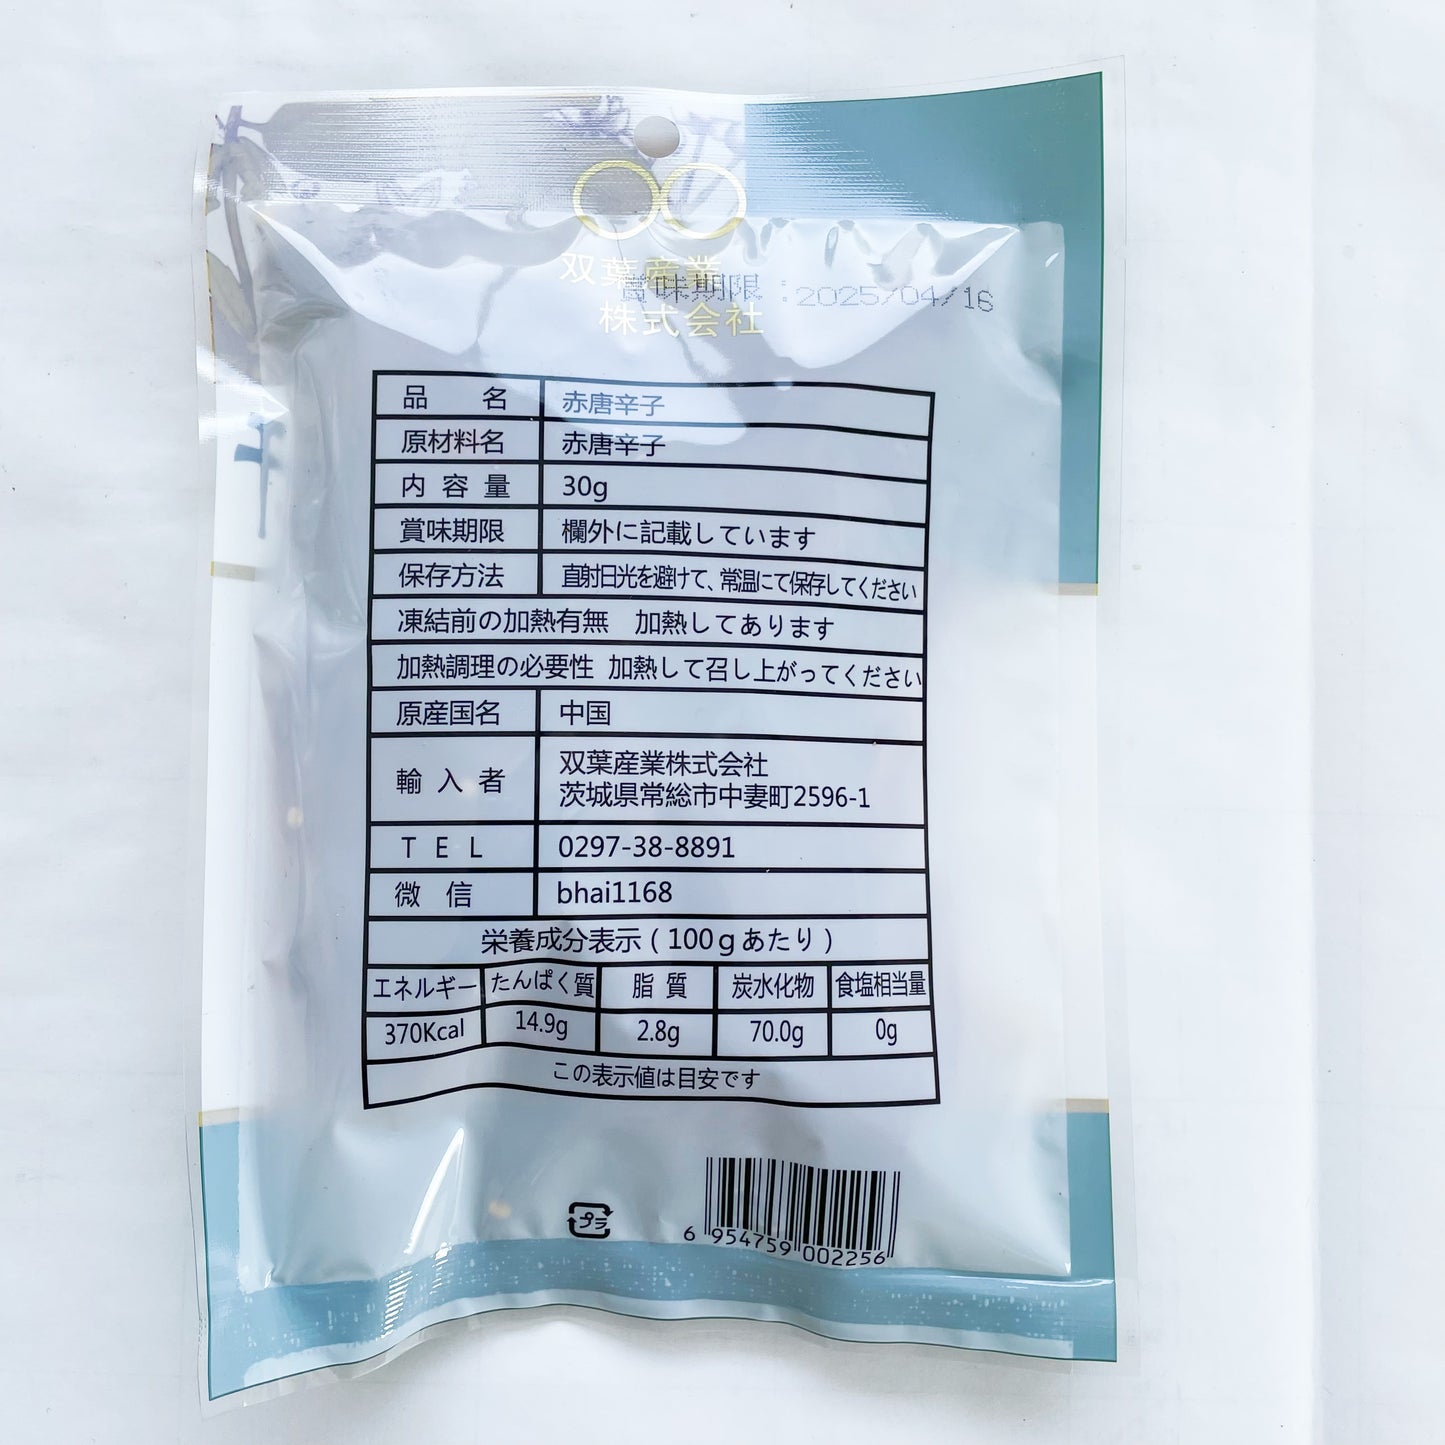 双葉産業
株式会社
賞味期限:2025/04/16
品 名 赤唐辛子
原材料名 赤唐辛子
内容量 30g
賞味期限 欄外に記載しています
保存方法 直射日光を避けて、常温にて保存してください
凍結前の加熱有無 加熱してあります
加熱調理の必要性 加熱して召し上がってください
原産国名 中国
輸入者 双葉産業株式会社
茨城県常総市中妻町2596-1
TEL 0297-38-8891
微信 bhai1168
栄養成分表示(100gあたり)
エネルギー たんぱく質 脂質 炭水化物 食塩相当量
370Kcal 14.9g 2.8g 70.0g 0g
この表示値は目安です
プラ
6 954759 002256